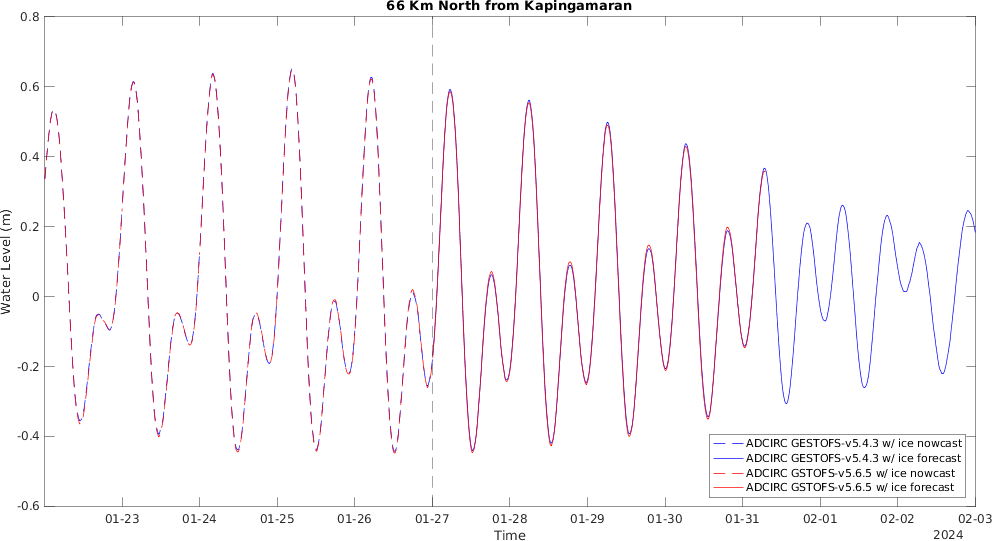 66 Km North from Kapingamaran
Water Level (m)
0.8
0.6
0.4
0.2
0
-0.2
-0.4
-0.6
01-23 01-24 01-25 01-26 01-27 01-28 01-29 01-30 01-31 02-01 02-02 02-03
Time
2024
ADCIRC GESTOFS-v5.4.3 w/ ice nowcast
ADCIRC GESTOFS-v5.4.3 w/ ice forecast
ADCIRC GSTOFS-v5.6.5 w/ ice nowcast
ADCIRC GSTOFS-v5.6.5 w/ ice forecast